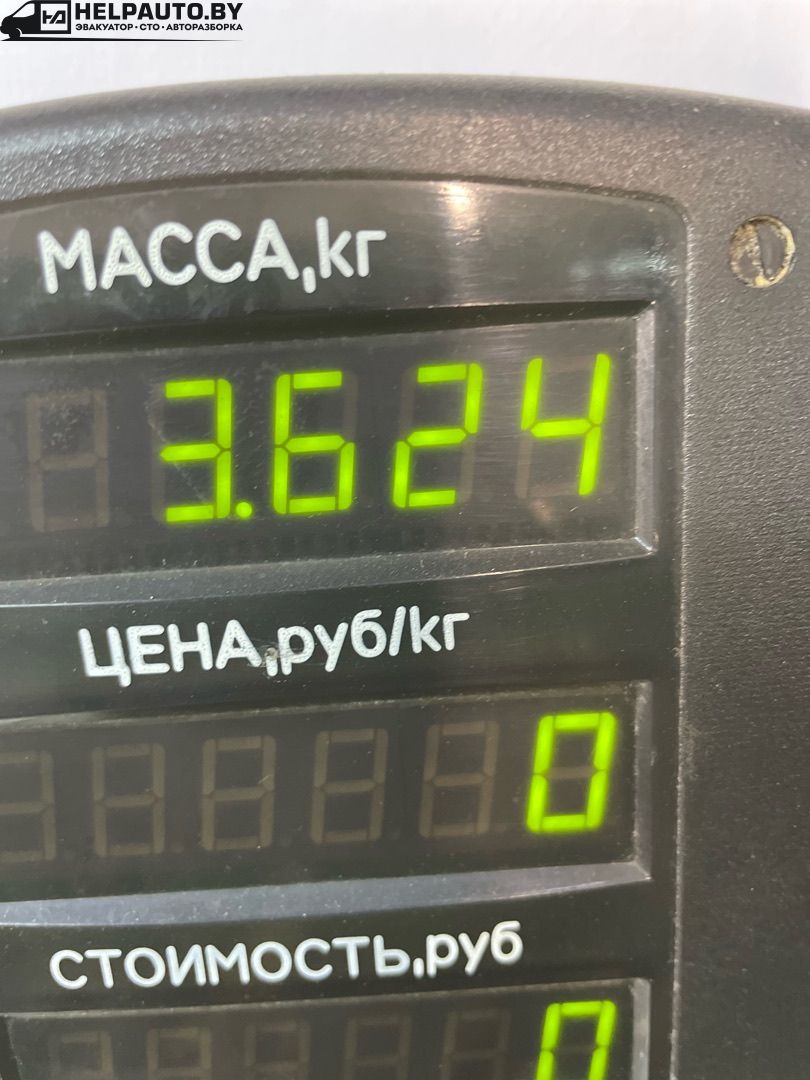 HELPAUTO.BY
ЭВАКУАТОР • СТО • АВТОРАЗБОРКА
МАССА,кг
3.624
ЦЕНА,руб/кг
0
СТОИМОСТЬ,руб
0